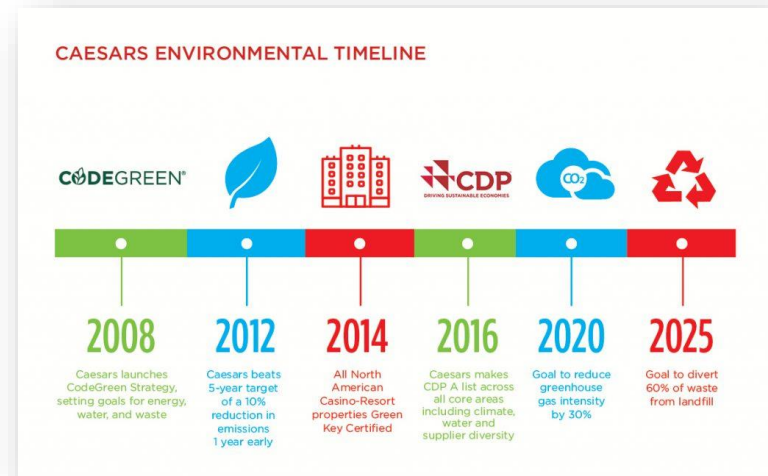 CAESARS ENVIRONMENTAL TIMELINE
CODEGREEN®
CDP
DRIVING SUSTAINABLE ECONOMIES
CO2
2008
Caesars launches
CodeGreen Strategy,
setting goals for energy,
water, and waste
2012
Caesars beats
5-year target
of a 10%
reduction in
emissions
1 year early
2014
All North
American
Casino-Resort
properties Green
Key Certified
2016
Caesars makes
CDP A list across
all core areas
including climate,
water and
supplier diversity
2020
Goal to reduce
greenhouse
gas intensity
by 30%
2025
Goal to divert
60% of waste
from landfill